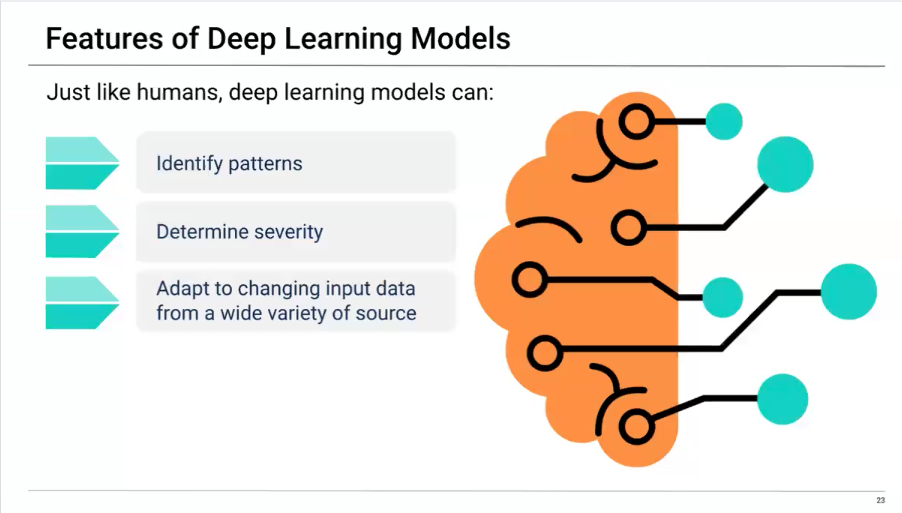 Features of Deep Learning Models
Just like humans, deep learning models can:
Identify patterns
Determine severity
Adapt to changing input data
from a wide variety of source
23